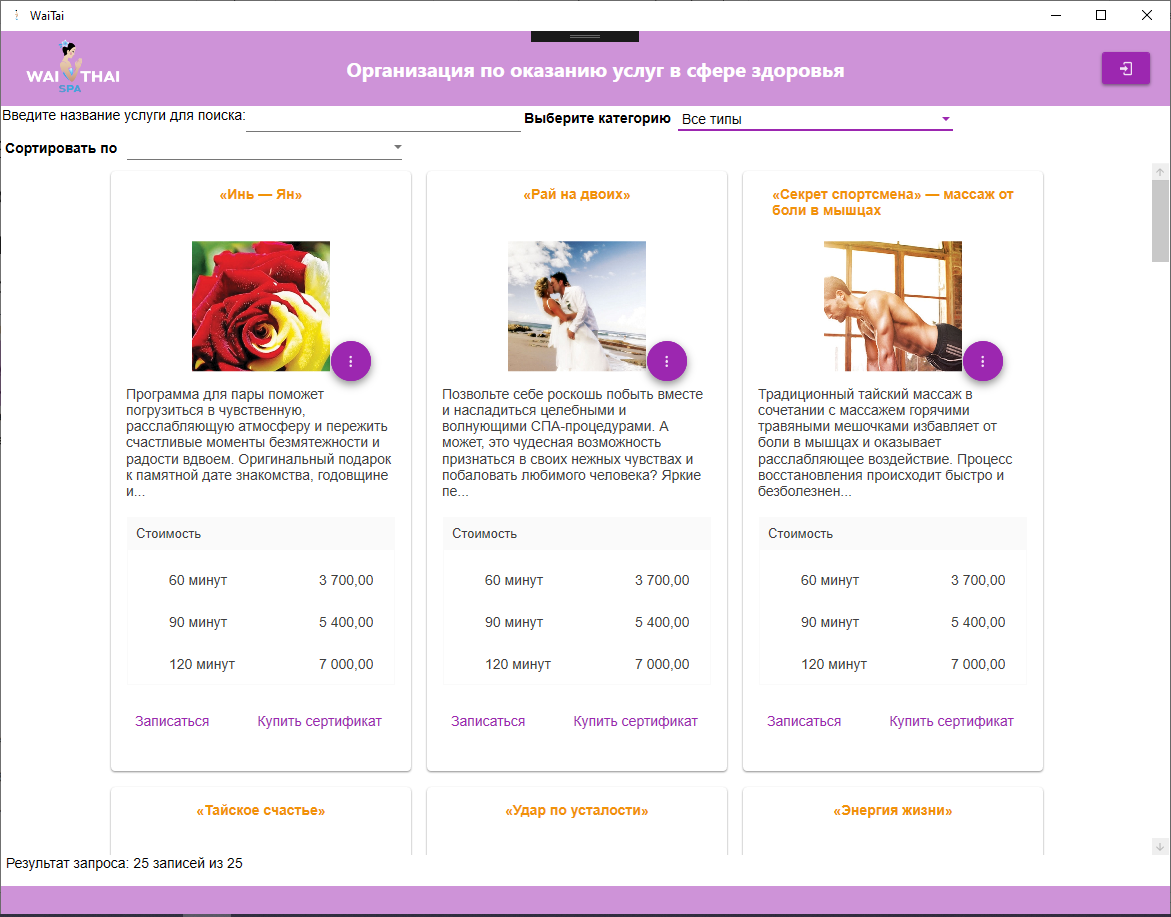 WaiTai
WAI THAI
SPA
Организация по оказанию услуг в сфере здоровья
Введите название услуги для поиска:
Выберите категорию
Все типы
Сортировать по
«Инь — Ян»
Программа для пары поможет
погрузиться в чувственную,
расслабляющую атмосферу и пережить
счастливые моменты безмятежности и
радости вдвоем. Оригинальный подарок
к памятной дате знакомства, годовщине
и...
Стоимость
60 минут 3 700,00
90 минут 5 400,00
120 минут 7 000,00
Записаться Купить сертификат
«Рай на двоих»
Позвольте себе роскошь побыть вместе
и насладиться целебными и
волнующими СПА-процедурами. А
может, это чудесная возможность
признаться в своих нежных чувствах и
побаловать любимого человека? Яркие
пе...
Стоимость
60 минут 3 700,00
90 минут 5 400,00
120 минут 7 000,00
Записаться Купить сертификат
«Секрет спортсмена» — массаж от
боли в мышцах
Традиционный тайский массаж в
сочетании с массажем горячими
травяными мешочками избавляет от
боли в мышцах и оказывает
расслабляющее воздействие. Процесс
восстановления происходит быстро и
безболезнен...
Стоимость
60 минут 3 700,00
90 минут 5 400,00
120 минут 7 000,00
Записаться Купить сертификат
«Тайское счастье»
«Удар по усталости»
«Энергия жизни»
Результат запроса: 25 записей из 25